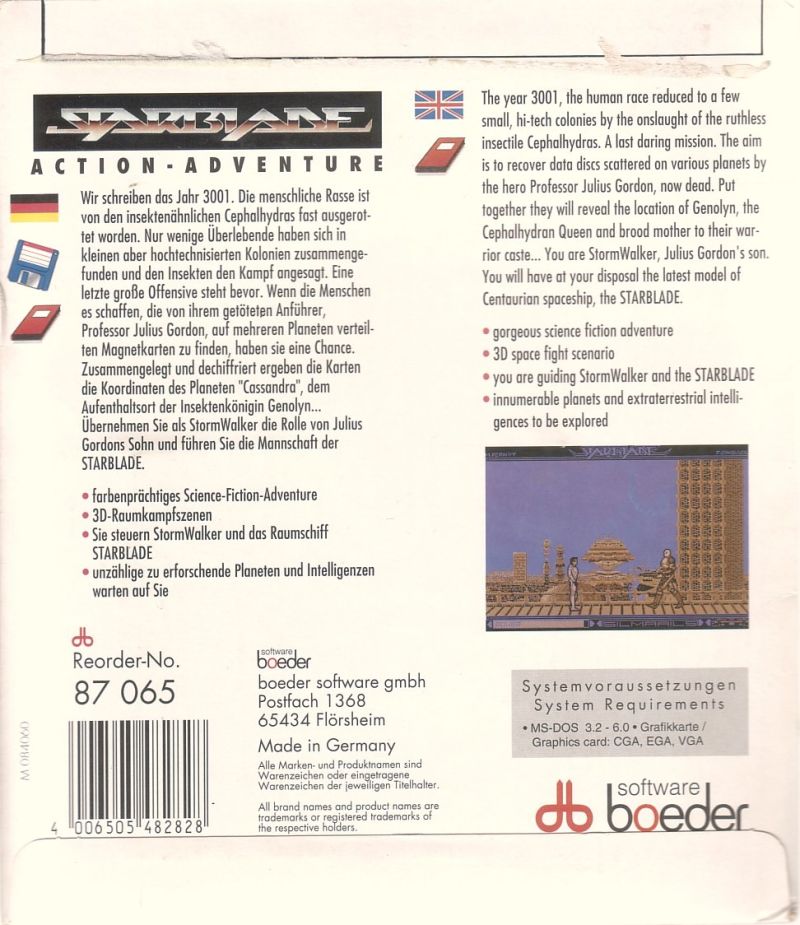 STARBLADE
ACTION-ADVENTURE
Wir schreiben das Jahr 3001. Die menschliche Rasse ist
von den insektenähnlichen Cephalhydras fast ausgerot-
tet worden. Nur wenige Überlebende haben sich in
kleinen aber hochtechnisierten Kolonien zusammenge-
funden und den Insekten den Kampf angesagt. Eine
letzte große Offensive steht bevor. Wenn die Menschen
es schaffen, die von ihrem getöteten Anführer,
Professor Julius Gordon, auf mehreren Planeten verteil-
ten Magnetkarten zu finden, haben sie eine Chance.
Zusammengelegt und dechiffriert ergeben die Karten
die Koordinaten des Planeten "Cassandra", dem
Aufenthaltsort der Insektenkönigin Genolyn...
Übernehmen Sie als StormWalker die Rolle von Julius
Gordons Sohn und führen Sie die Mannschaft der
STARBLADE.
• farbenprächtiges Science-Fiction-Adventure
• 3D-Raumkampfszenen
• Sie steuern StormWalker und das Raumschiff
STARBLADE
• unzählige zu erforschende Planeten und Intelligenzen
warten auf Sie
The year 3001, the human race reduced to a few
small, hi-tech colonies by the onslaught of the ruthless
insectile Cephalhydras. A last daring mission. The aim
is to recover data discs scattered on various planets by
the hero Professor Julius Gordon, now dead. Put
together they will reveal the location of Genolyn, the
Cephalhydran Queen and brood mother to their war-
rior caste... You are StormWalker, Julius Gordon's son.
You will have at your disposal the latest model of
Centaurian spaceship, the STARBLADE.
• gorgeous science fiction adventure
• 3D space fight scenario
• you are guiding StormWalker and the STARBLADE
• innumerable planets and extraterrestrial intelli-
gences to be explored
STARBLADE
SILMARILS
Reorder-No.
87 065
M 084060
4 006505 482828
software
boeder
boeder software gmbh
Postfach 1368
65434 Flörsheim
Made in Germany
Alle Marken- und Produktnamen sind
Warenzeichen oder eingetragene
Warenzeichen der jeweiligen Titelhalter.
All brand names and product names are
trademarks or registered trademarks of
the respective holders.
Systemvoraussetzungen
System Requirements
• MS-DOS 3.2 - 6.0 • Grafikkarte /
Graphics card: CGA, EGA, VGA
software
boeder